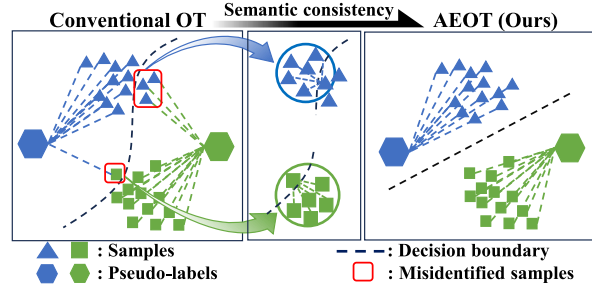 Conventional OT
Semantic consistency
AEOT (Ours)
: Samples
: Decision boundary
: Pseudo-labels
: Misidentified samples